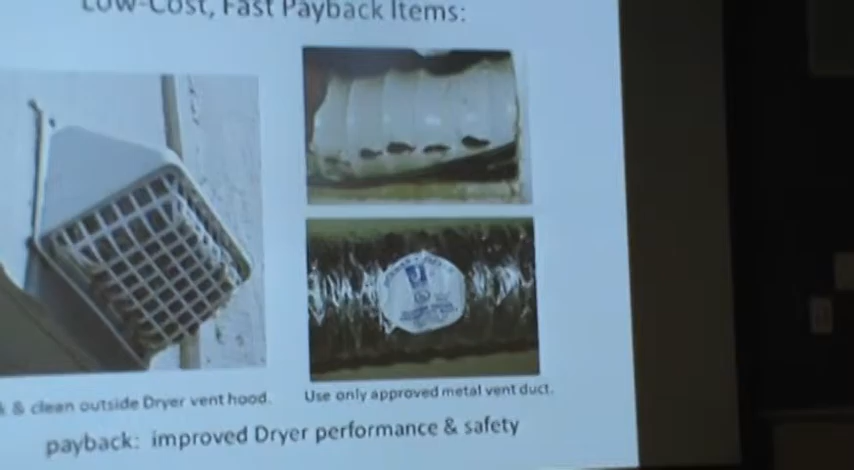 Low-Cost, Fast Payback Items:
& clean outside Dryer vent hood.
Use only approved metal vent duct.
payback: improved Dryer performance & safety